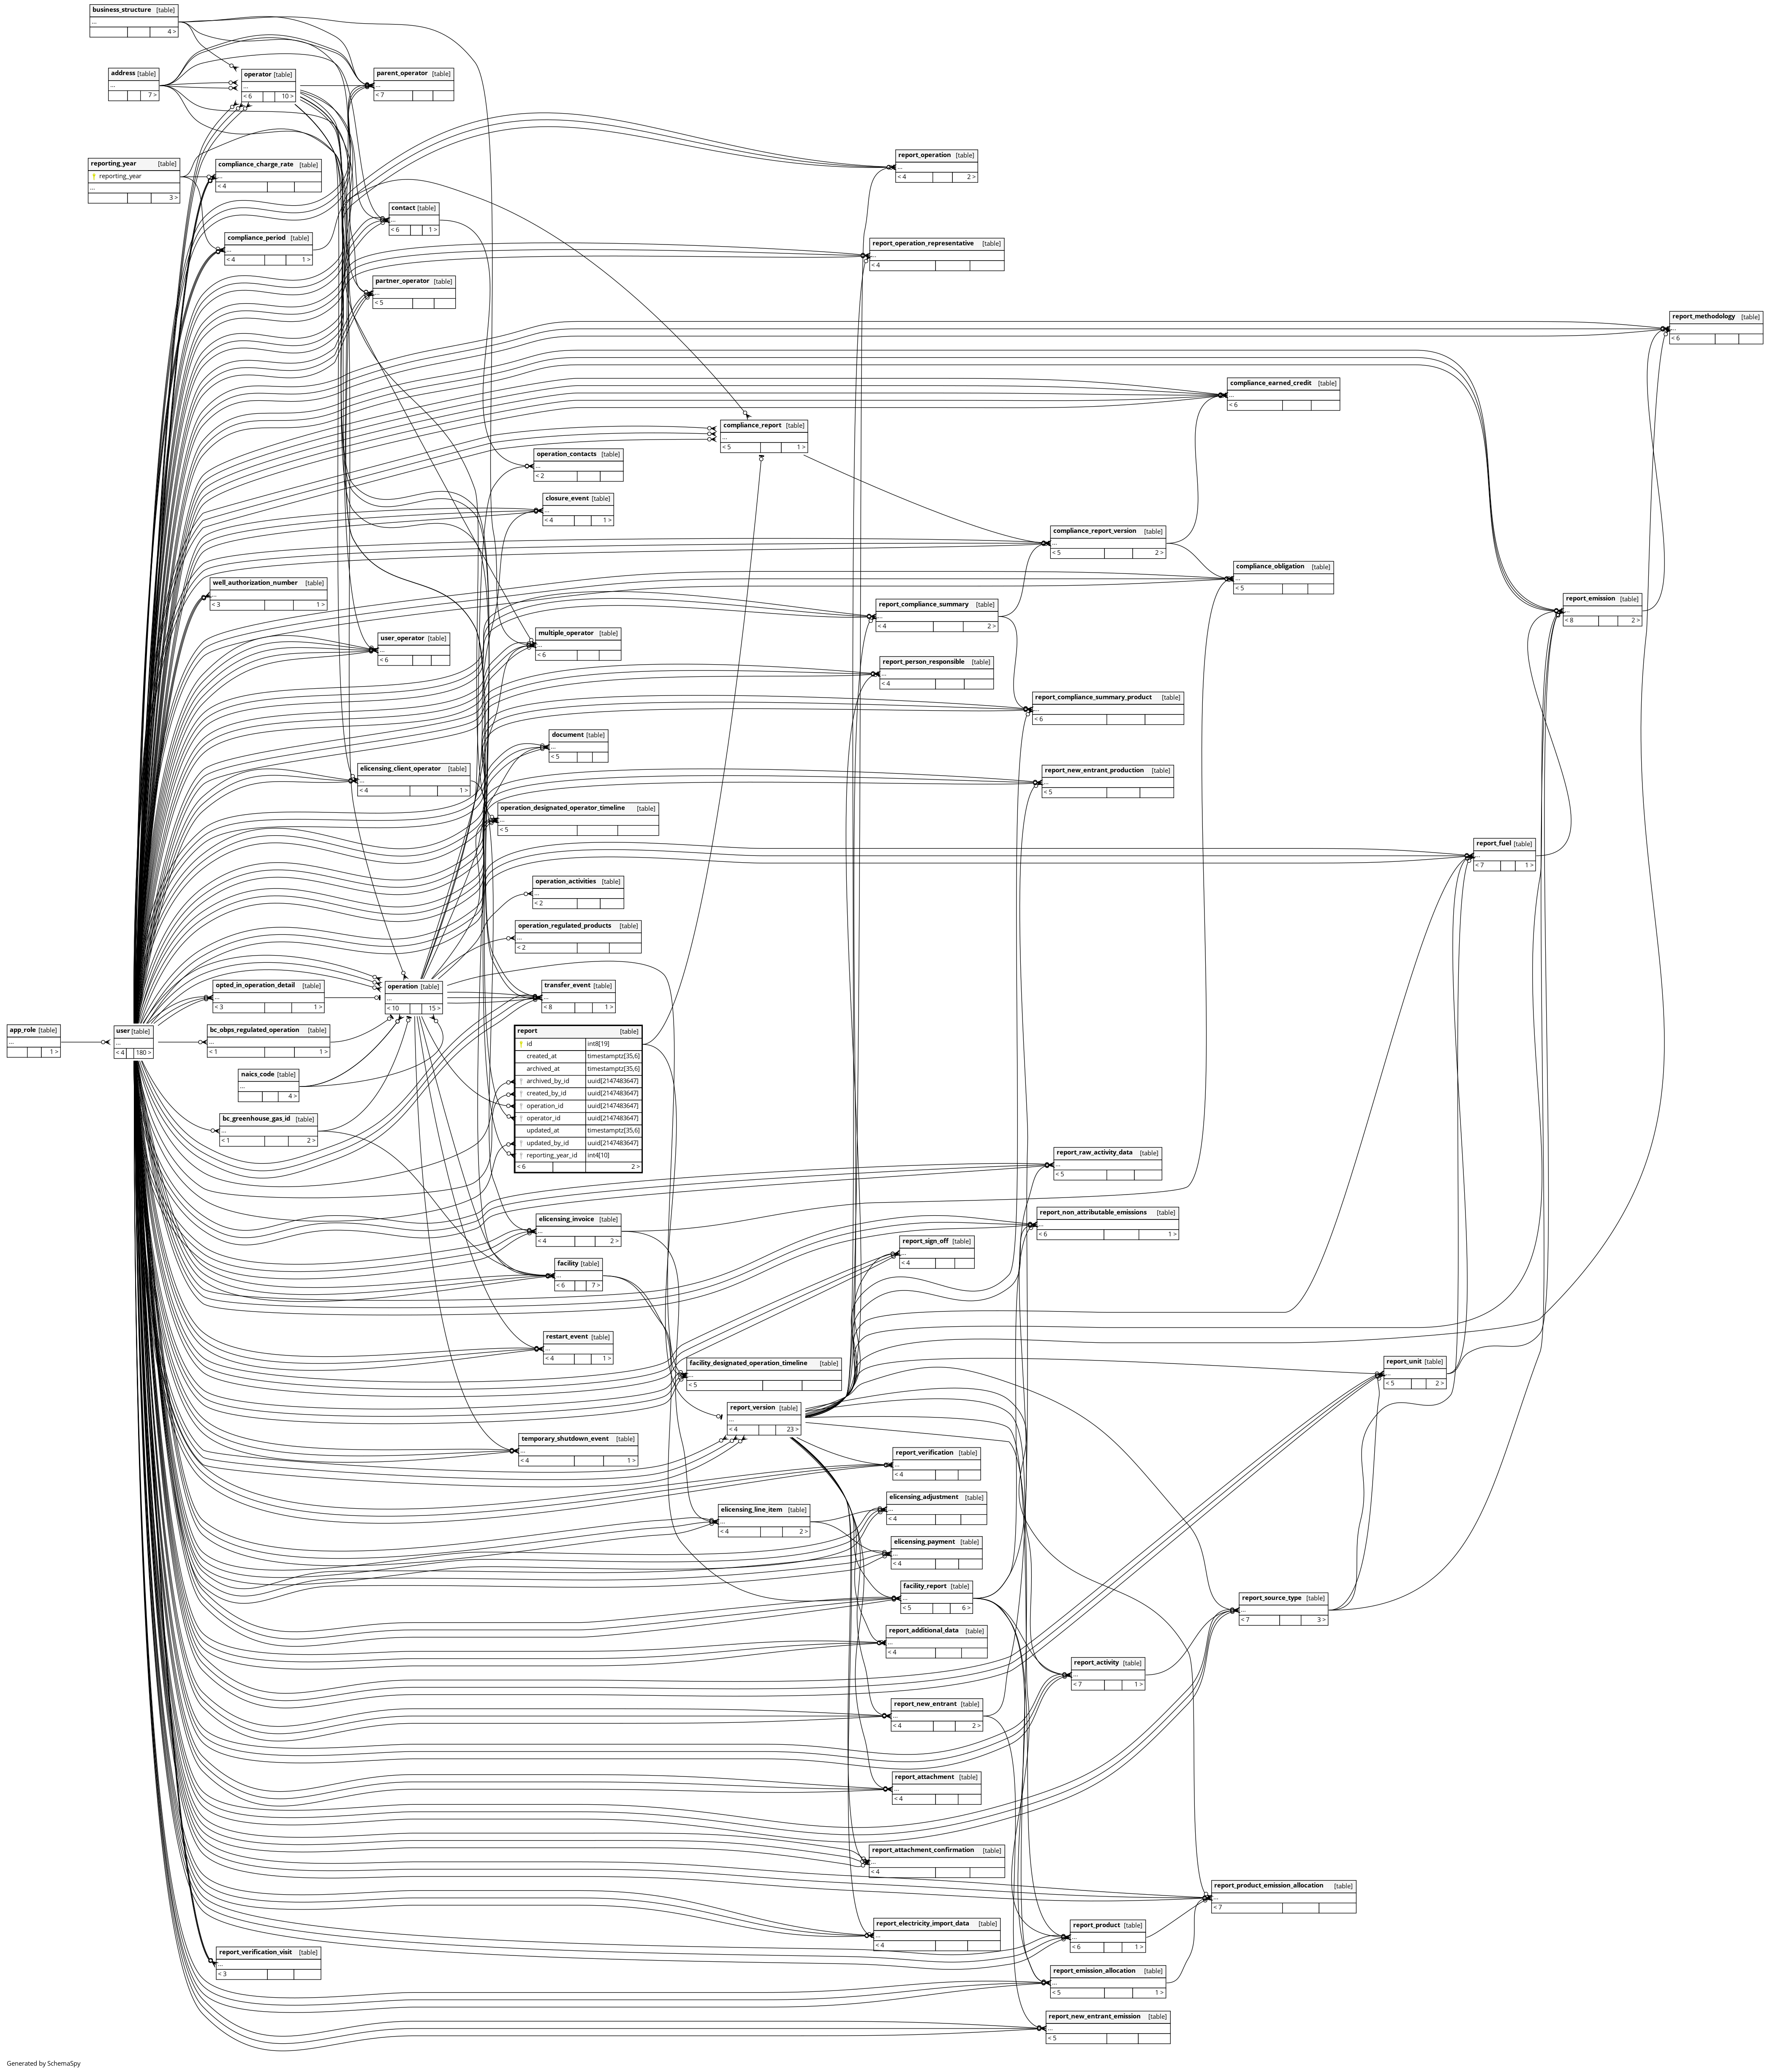 business_structure [table]
...
4 >
address [table]
...
7 >
operator [table]
...
< 6 10 >
parent_operator [table]
...
< 7
reporting_year [table]
reporting_year
...
3 >
compliance_charge_rate [table]
...
< 4
report_operation [table]
...
< 4 2 >
contact [table]
...
< 6 1 >
compliance_period [table]
...
< 4 1 >
report_operation_representative [table]
...
< 4
partner_operator [table]
...
< 5
report_methodology [table]
...
< 6
compliance_earned_credit [table]
...
< 6
compliance_report [table]
...
< 5 1 >
operation_contacts [table]
...
< 2
closure_event [table]
...
< 4 1 >
compliance_report_version [table]
...
< 5 2 >
compliance_obligation [table]
...
< 5
well_authorization_number [table]
...
< 3 1 >
report_emission [table]
...
< 8 2 >
report_compliance_summary [table]
...
< 4 2 >
user_operator [table]
...
< 6
multiple_operator [table]
...
< 6
report_person_responsible [table]
...
< 4
report_compliance_summary_product [table]
...
< 6
document [table]
...
< 5
elicensing_client_operator [table]
...
< 4 1 >
report_new_entrant_production [table]
...
< 5
operation_designated_operator_timeline [table]
...
< 5
report_fuel [table]
...
< 7 1 >
operation_activities [table]
...
< 2
operation_regulated_products [table]
...
< 2
opted_in_operation_detail [table]
...
< 3 1 >
operation [table]
...
< 10 15 >
transfer_event [table]
...
< 8 1 >
app_role [table]
...
1 >
user [table]
...
< 4 180 >
bc_obps_regulated_operation [table]
...
< 1 1 >
report [table]
id int8[19]
created_at timestamptz[35,6]
archived_at timestamptz[35,6]
archived_by_id uuid[2147483647]
created_by_id uuid[2147483647]
operation_id uuid[2147483647]
operator_id uuid[2147483647]
updated_at timestamptz[35,6]
updated_by_id uuid[2147483647]
reporting_year_id int4[10]
< 6 2 >
naics_code [table]
...
4 >
bc_greenhouse_gas_id [table]
...
< 1 2 >
report_raw_activity_data [table]
...
< 5
elicensing_invoice [table]
...
< 4 2 >
report_non_attributable_emissions [table]
...
< 6 1 >
report_sign_off [table]
...
< 4
facility [table]
...
< 6 7 >
restart_event [table]
...
< 4 1 >
facility_designated_operation_timeline [table]
...
< 5
report_unit [table]
...
< 5 2 >
report_version [table]
...
< 4 23 >
temporary_shutdown_event [table]
...
< 4 1 >
report_verification [table]
...
< 4
elicensing_adjustment [table]
...
< 4
elicensing_line_item [table]
...
< 4 2 >
elicensing_payment [table]
...
< 4
facility_report [table]
...
< 5 6 >
report_source_type [table]
...
< 7 3 >
report_additional_data [table]
...
< 4
report_activity [table]
...
< 7 1 >
report_new_entrant [table]
...
< 4 2 >
report_attachment [table]
...
< 4
report_attachment_confirmation [table]
...
< 4
report_product_emission_allocation [table]
...
< 7
report_electricity_import_data [table]
...
< 4
report_product [table]
...
< 6 1 >
report_verification_visit [table]
...
< 3
report_emission_allocation [table]
...
< 5 1 >
report_new_entrant_emission [table]
...
< 5
Generated by SchemaSpy